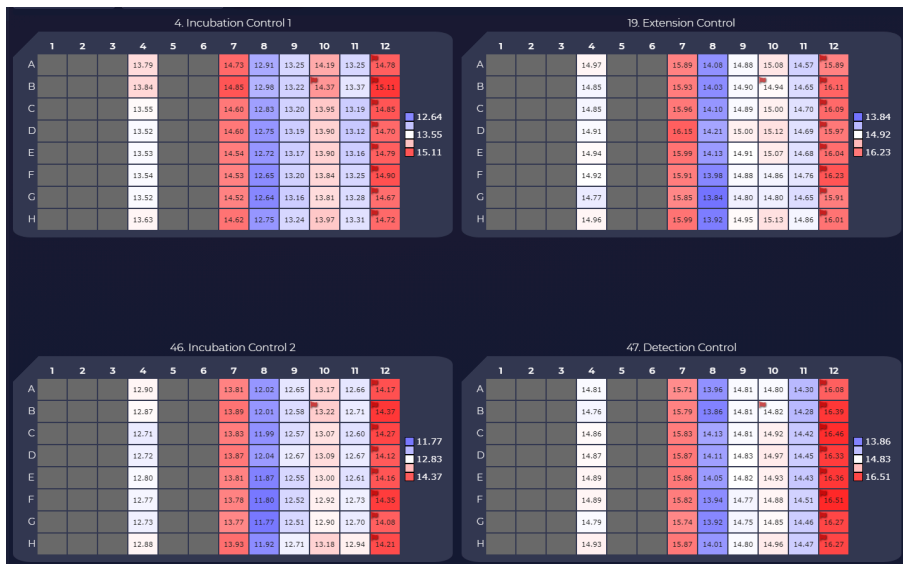 4. Incubation Control 1
1 2 3 4 5 6 7 8 9 10 11 12
A 13.79 14.73 12.91 13.25 14.19 13.25 14.78
B 13.84 14.85 12.98 13.22 14.37 13.37 15.11
C 13.55 14.60 12.83 13.20 13.95 13.19 14.85
D 13.52 14.60 12.75 13.19 13.90 13.12 14.70
E 13.53 14.54 12.72 13.17 13.90 13.16 14.79
F 13.54 14.53 12.65 13.20 13.84 13.25 14.90
G 13.52 14.52 12.64 13.16 13.81 13.28 14.67
H 13.63 14.62 12.75 13.24 13.97 13.31 14.72
12.64
13.55
15.11
19. Extension Control
1 2 3 4 5 6 7 8 9 10 11 12
A 14.97 15.89 14.08 14.88 15.08 14.57 15.89
B 14.85 15.93 14.03 14.90 14.94 14.65 16.11
C 14.85 15.96 14.10 14.89 15.00 14.70 16.09
D 14.91 16.15 14.21 15.00 15.12 14.69 15.97
E 14.94 15.99 14.13 14.91 15.07 14.68 16.04
F 14.92 15.91 13.98 14.88 14.86 14.76 16.23
G 14.77 15.85 13.84 14.80 14.80 14.65 15.91
H 14.96 15.99 13.92 14.95 15.13 14.86 16.01
13.84
14.92
16.23
46. Incubation Control 2
1 2 3 4 5 6 7 8 9 10 11 12
A 12.90 13.81 12.02 12.65 13.17 12.66 14.17
B 12.87 13.89 12.01 12.58 13.22 12.71 14.37
C 12.71 13.83 11.99 12.57 13.07 12.60 14.27
D 12.72 13.87 12.04 12.67 13.09 12.67 14.12
E 12.80 13.81 11.87 12.55 13.00 12.61 14.16
F 12.77 13.78 11.80 12.52 12.92 12.73 14.35
G 12.73 13.77 11.77 12.51 12.90 12.70 14.08
H 12.88 13.93 11.92 12.71 13.18 12.94 14.21
11.77
12.83
14.37
47. Detection Control
1 2 3 4 5 6 7 8 9 10 11 12
A 14.81 15.71 13.96 14.81 14.80 14.30 16.08
B 14.76 15.79 13.86 14.81 14.82 14.28 16.39
C 14.86 15.83 14.13 14.81 14.92 14.42 16.46
D 14.87 15.87 14.11 14.83 14.97 14.45 16.33
E 14.89 15.86 14.05 14.82 14.93 14.43 16.36
F 14.89 15.82 13.94 14.77 14.88 14.51 16.51
G 14.79 15.74 13.92 14.75 14.85 14.46 16.27
H 14.93 15.87 14.01 14.80 14.96 14.47 16.27
13.86
14.83
16.51